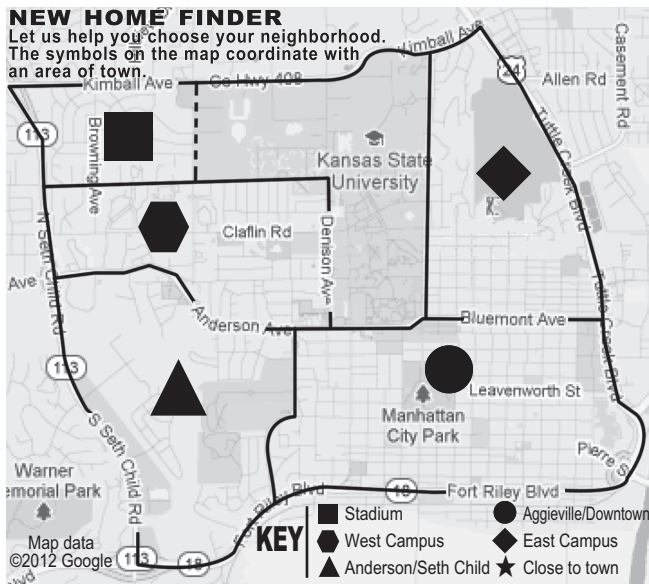 NEW HOME FINDER
Let us help you choose your neighborhood.
The symbols on the map coordinate with
an area of town.
Kimball Ave
Kimball Ave
Co Hwy 408
24
Allen Rd
Casement Rd
113
Browning Ave
Kansas State
University
Tuttle Creek Blvd
N Seth Child Rd
Claflin Rd
Denison Ave
Ave
Anderson Ave
Bluemont Ave
Tuttle Creek Blvd
113
Leavenworth St
Manhattan
City Park
S Seth Child Rd
Pierre S
Warner
emorial Park
Fort Riley Blvd
18
Fort Riley Blvd
Map data
©2012 Google
113
18
lvd
KEY
Stadium
Aggieville/Downtown
West Campus
East Campus
Anderson/Seth Child
Close to town